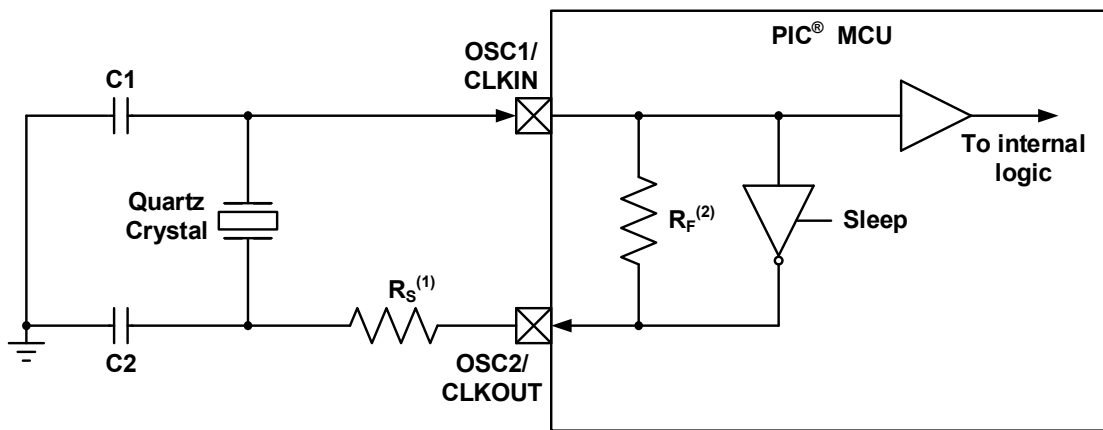 PIC® MCU
OSC1/
CLKIN
C1
To internal
logic
Quartz
Crystal
RF(2)
Sleep
RS(1)
C2
OSC2/
CLKOUT